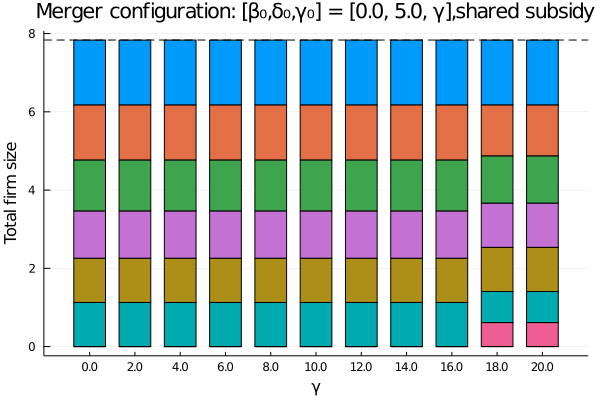 Merger configuration: [β₀,δ₀,γ₀] = [0.0, 5.0, γ],shared subsidy
Total firm size
8
6
4
2
0
0.0 2.0 4.0 6.0 8.0 10.0 12.0 14.0 16.0 18.0 20.0
γ